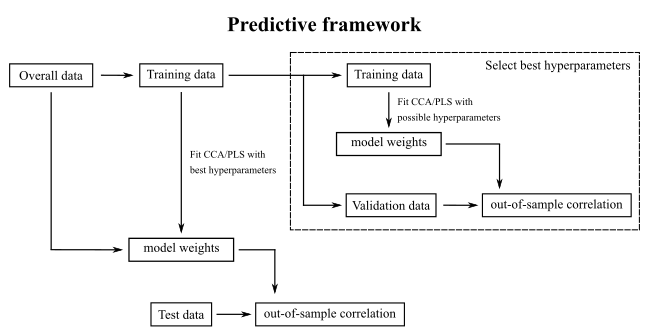 Predictive framework
Select best hyperparameters
Overall data
Training data
Training data
Fit CCA/PLS with
possible hyperparameters
model weights
Fit CCA/PLS with
best hyperparameters
Validation data
out-of-sample correlation
model weights
Test data
out-of-sample correlation